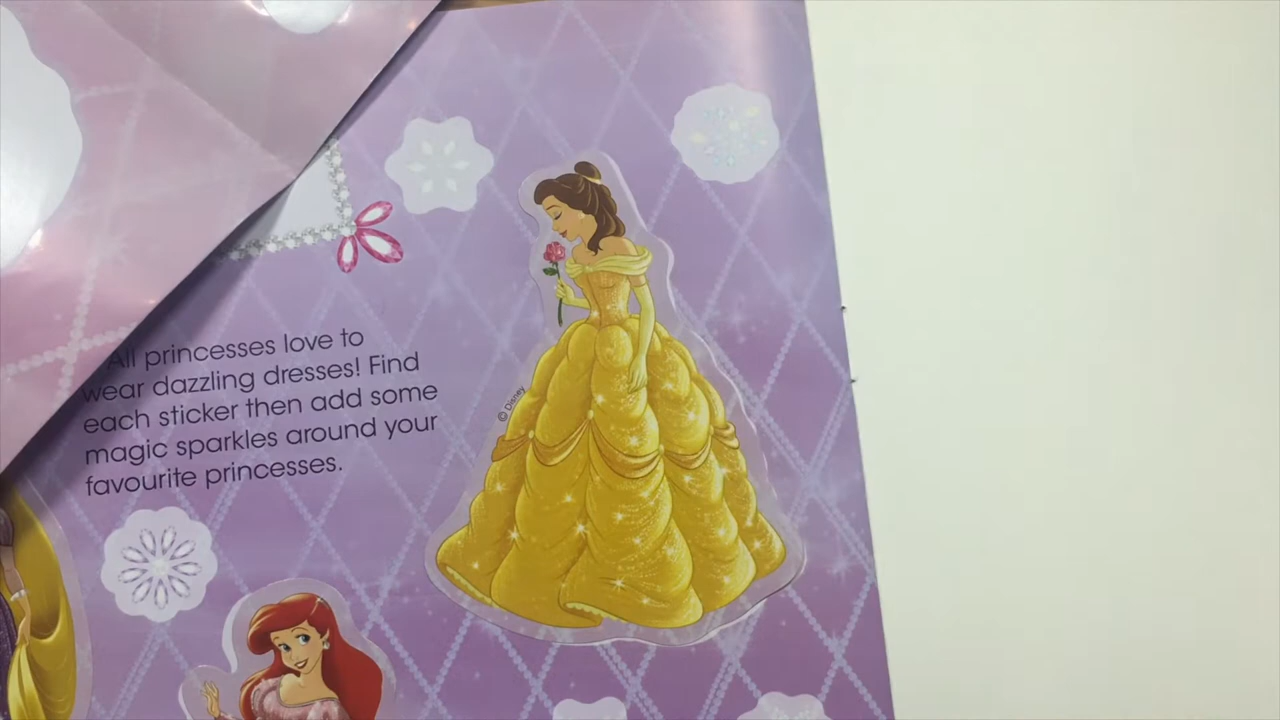 All princesses love to
wear dazzling dresses! Find
each sticker then add some
magic sparkles around your
favourite princesses.
© Disney